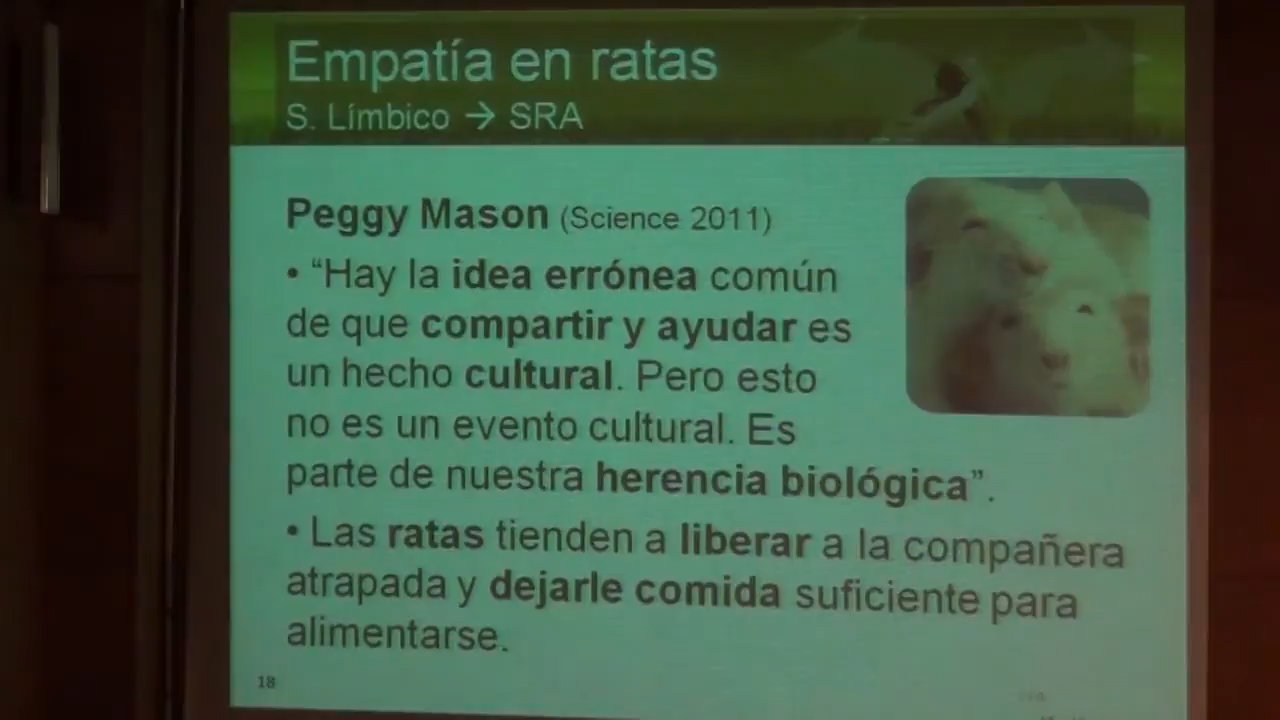 Empatía en ratas
S. Límbico → SRA
Peggy Mason (Science 2011)
• “Hay la idea errónea común
de que compartir y ayudar es
un hecho cultural. Pero esto
no es un evento cultural. Es
parte de nuestra herencia biológica”.
• Las ratas tienden a liberar a la compañera
atrapada y dejarle comida suficiente para
alimentarse.
18